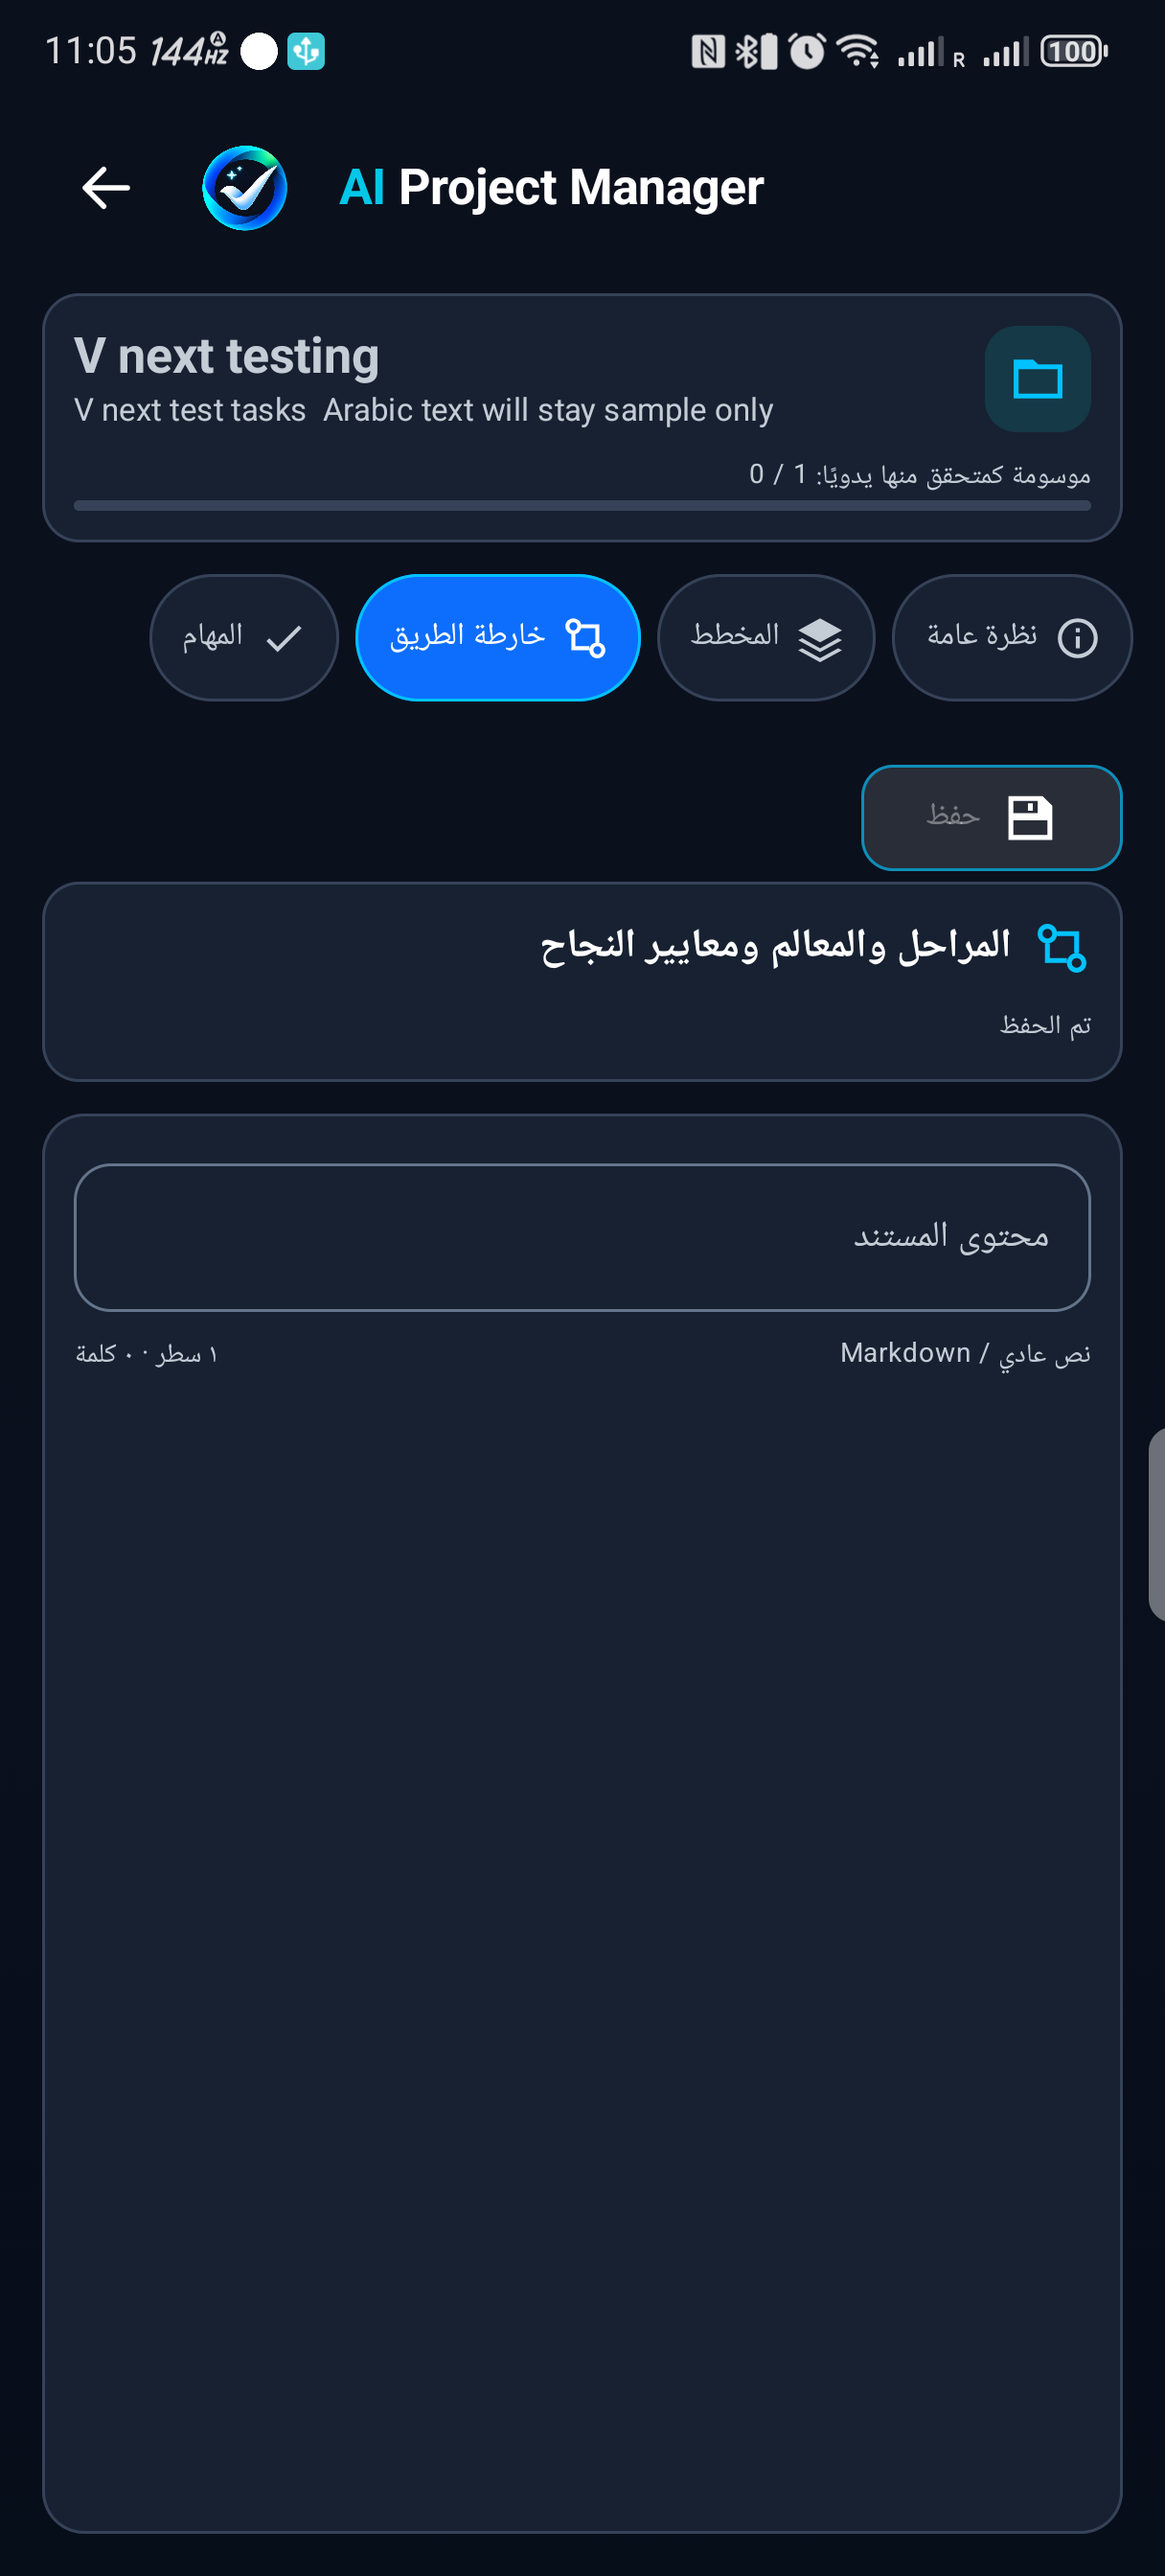 11:05 144HZ A R 100
AI Project Manager
V next testing
V next test tasks  Arabic text will stay sample only
موسومة كمتحقق منها يدويًا: 1 / 0
نظرة عامة
المخطط
خارطة الطريق
المهام
حفظ
المراحل والمعالم ومعايير النجاح
تم الحفظ
محتوى المستند
نص عادي / Markdown
١ سطر · ٠ كلمة